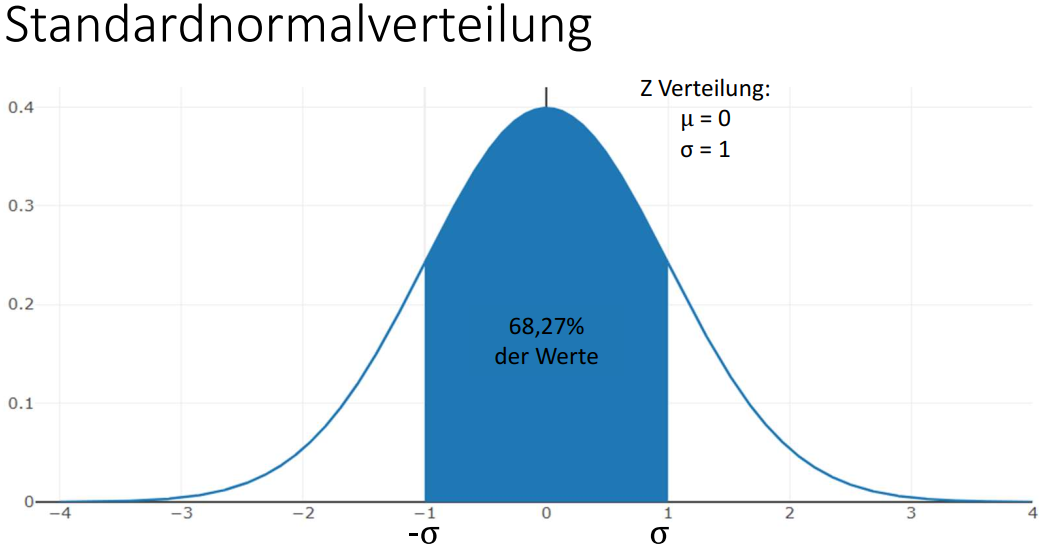 Standardnormalverteilung
Z Verteilung:
μ = 0
σ = 1
0.4
0.3
0.2
0.1
0
68,27%
der Werte
−4 −3 −2 −1 0 1 2 3 4
-σ σ